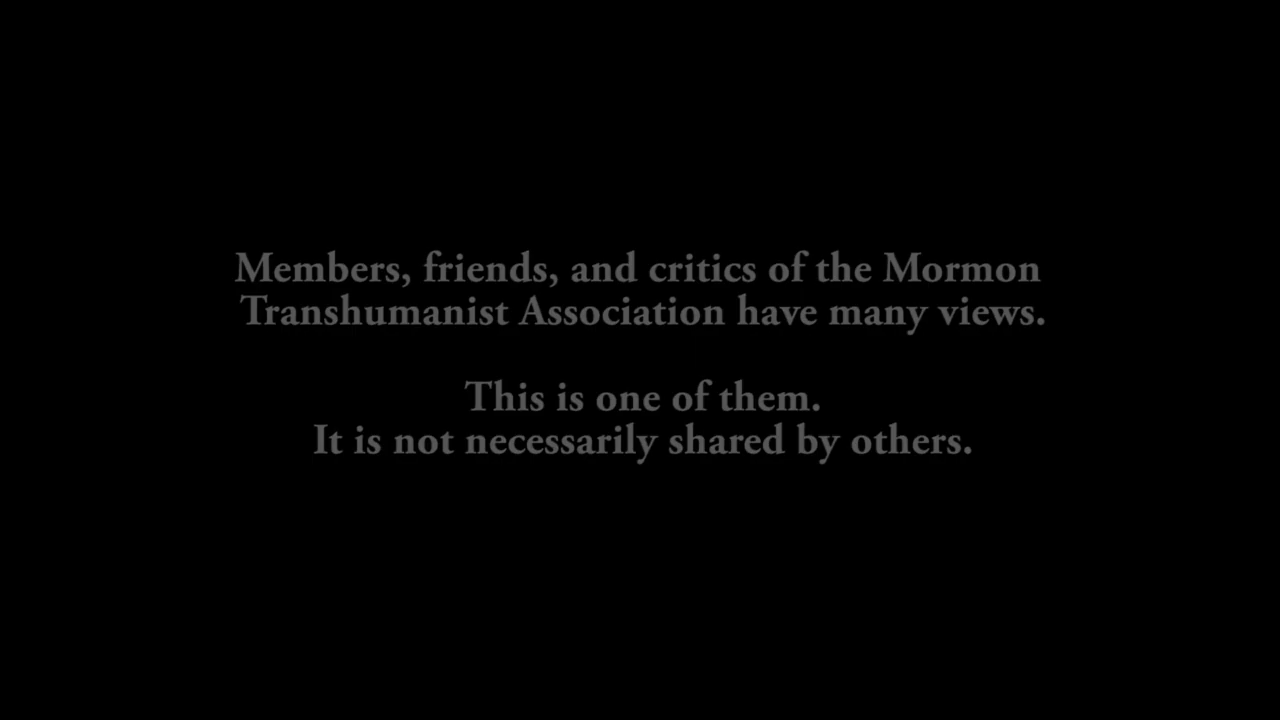 Members, friends, and critics of the Mormon
Transhumanist Association have many views.
This is one of them.
It is not necessarily shared by others.